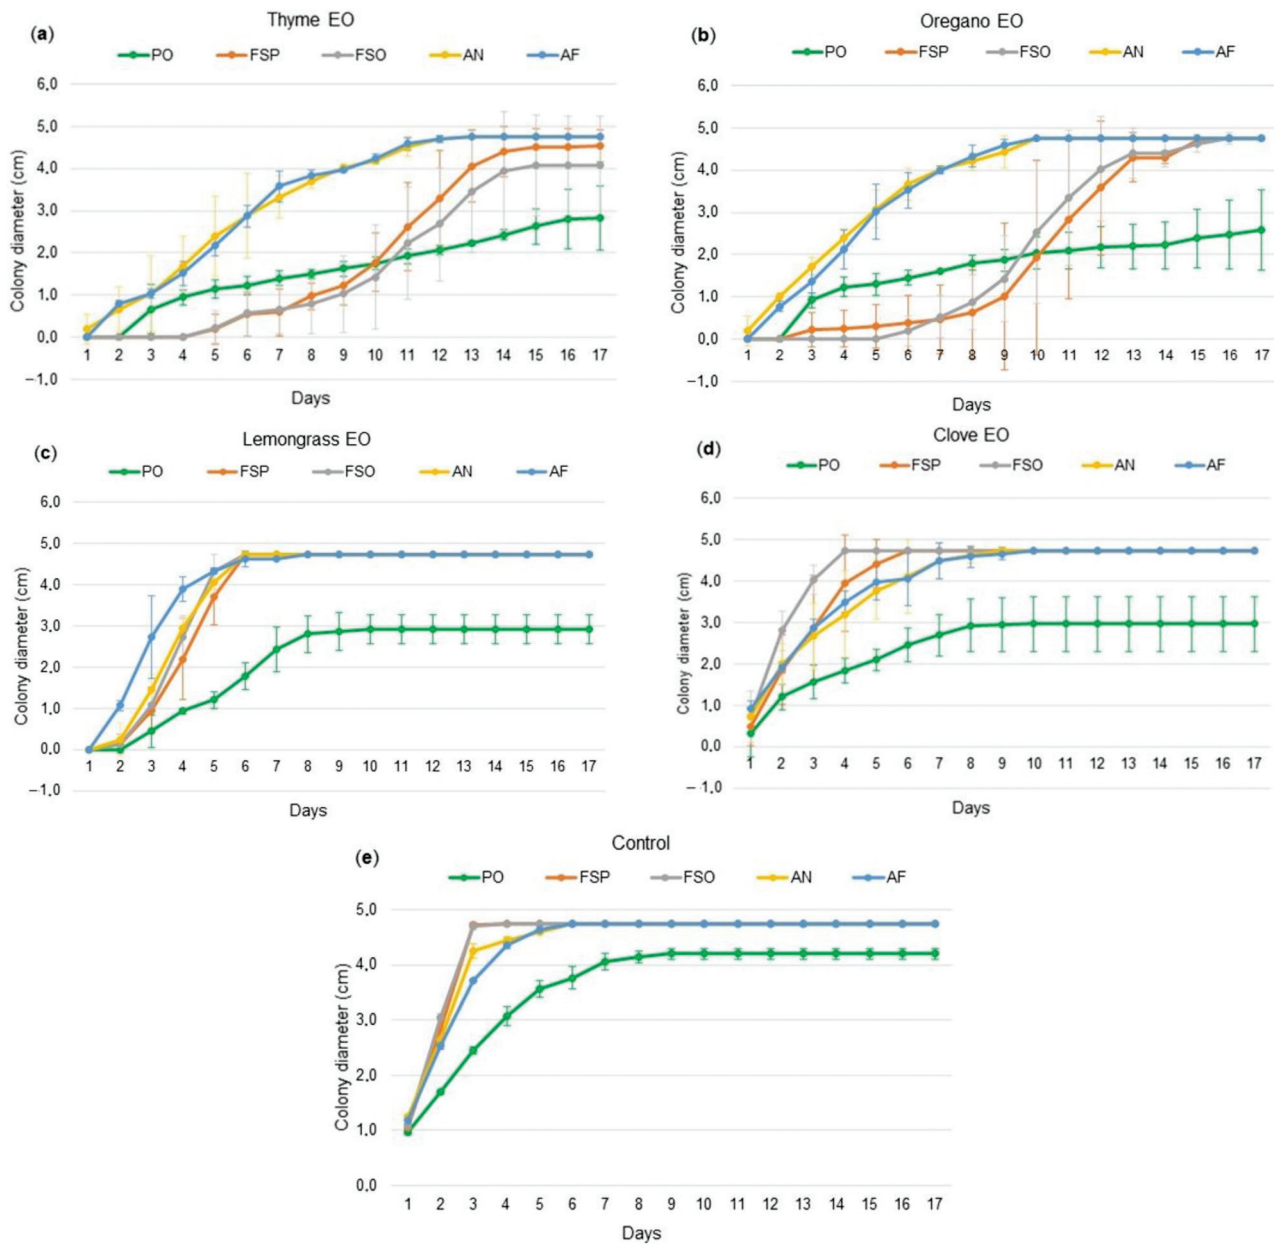 (a) Thyme EO
PO FSP FSO AN AF
6.0
5.0
4.0
3.0
2.0
1.0
0.0
−1.0
Colony diameter (cm)
1 2 3 4 5 6 7 8 9 10 11 12 13 14 15 16 17
Days
(b) Oregano EO
PO FSP FSO AN AF
6.0
5.0
4.0
3.0
2.0
1.0
0.0
−1.0
Colony diameter (cm)
1 2 3 4 5 6 7 8 9 10 11 12 13 14 15 16 17
Days
(c) Lemongrass EO
PO FSP FSO AN AF
6.0
5.0
4.0
3.0
2.0
1.0
0.0
−1.0
Colony diameter (cm)
1 2 3 4 5 6 7 8 9 10 11 12 13 14 15 16 17
Days
(d) Clove EO
PO FSP FSO AN AF
6.0
5.0
4.0
3.0
2.0
1.0
0.0
−1.0
Colony diameter (cm)
1 2 3 4 5 6 7 8 9 10 11 12 13 14 15 16 17
Days
(e) Control
PO FSP FSO AN AF
5.0
4.0
3.0
2.0
1.0
0.0
Colony diameter (cm)
1 2 3 4 5 6 7 8 9 10 11 12 13 14 15 16 17
Days